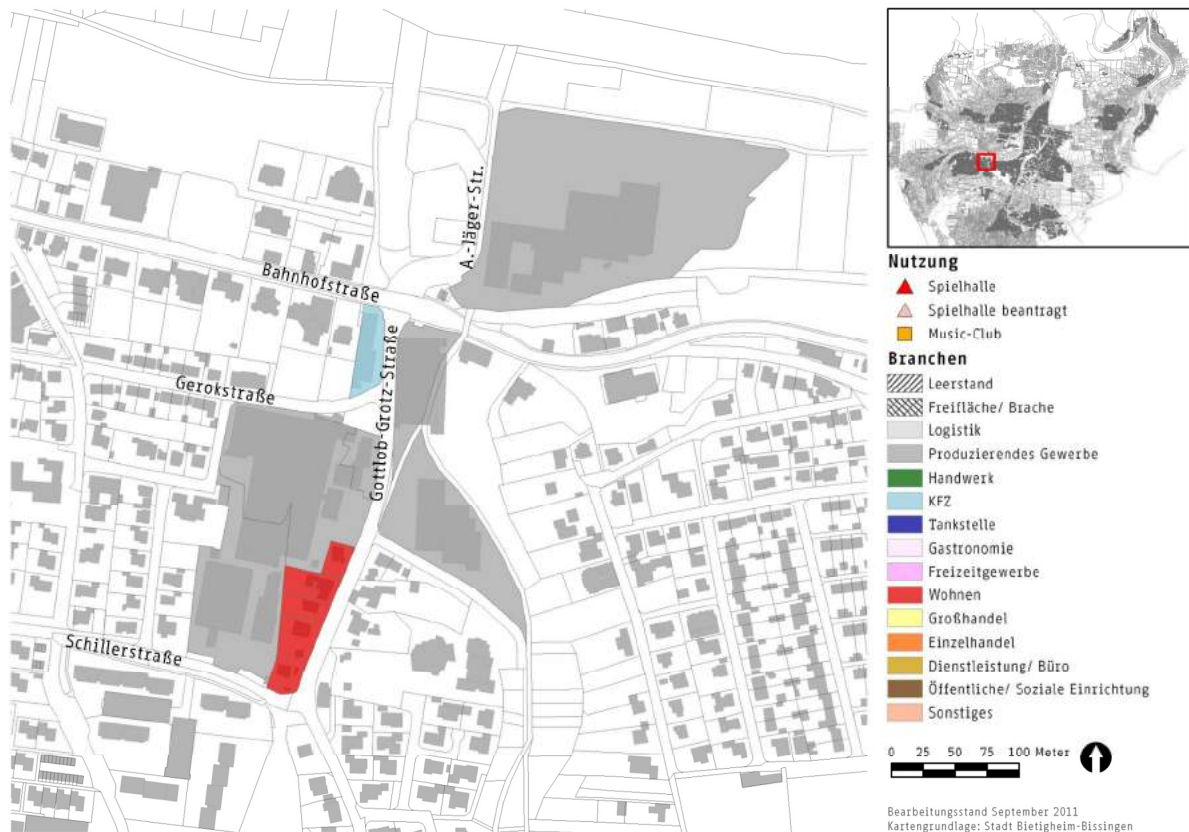 A.-Jäger-Str.
Bahnhofstraße
Gerokstraße
Gottlob-Grotz-Straße
Schillerstraße
Nutzung
Spielhalle
Spielhalle beantragt
Music-Club
Branchen
Leerstand
Freifläche/ Brache
Logistik
Produzierendes Gewerbe
Handwerk
KFZ
Tankstelle
Gastronomie
Freizeitgewerbe
Wohnen
Großhandel
Einzelhandel
Dienstleistung/ Büro
Öffentliche/ Soziale Einrichtung
Sonstiges
0 25 50 75 100 Meter
Bearbeitungsstand September 2011
Kartengrundlage: Stadt Bietigheim-Bissingen